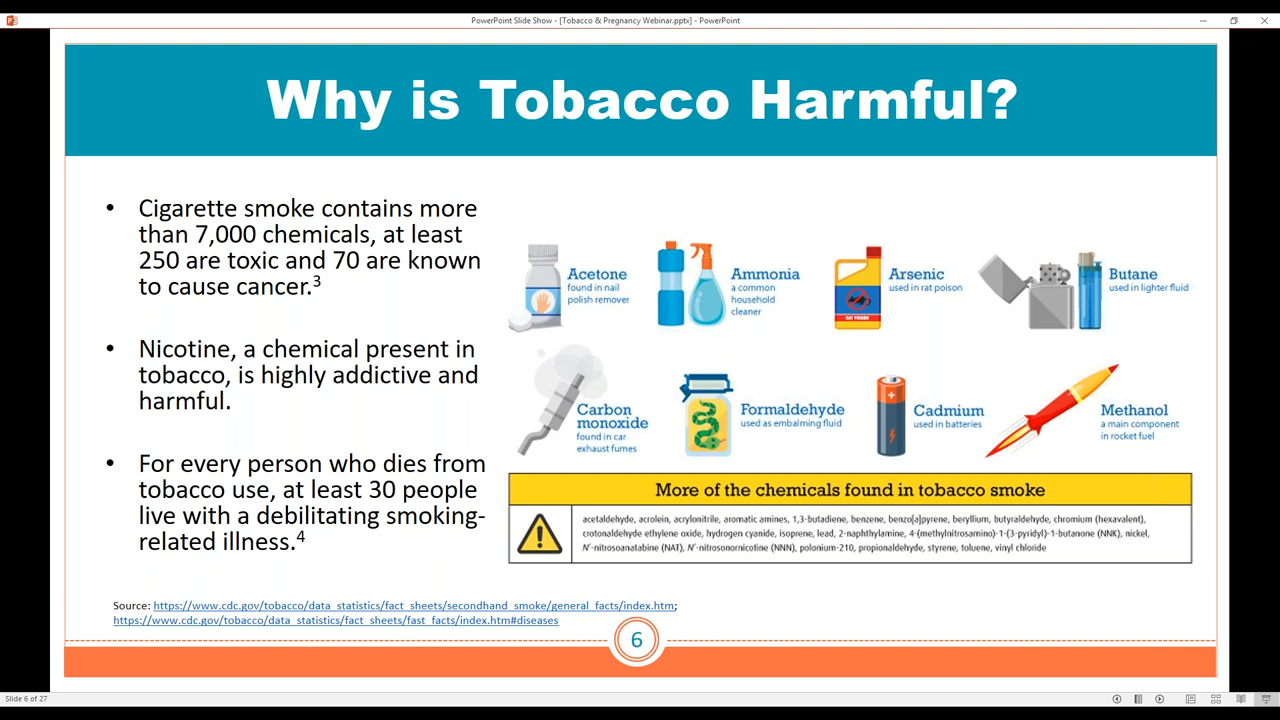 PowerPoint Slide Show - [Tobacco & Pregnancy Webinar.pptx] - PowerPoint
Why is Tobacco Harmful?
• Cigarette smoke contains more
than 7,000 chemicals, at least
250 are toxic and 70 are known
to cause cancer.3
• Nicotine, a chemical present in
tobacco, is highly addictive and
harmful.
• For every person who dies from
tobacco use, at least 30 people
live with a debilitating smoking-
related illness.4
Acetone
found in nail
polish remover
Ammonia
a common
household
cleaner
Arsenic
used in rat poison
Butane
used in lighter fluid
Carbon
monoxide
found in car
exhaust fumes
Formaldehyde
used as embalming fluid
Cadmium
used in batteries
Methanol
a main component
in rocket fuel
More of the chemicals found in tobacco smoke
acetaldehyde, acrolein, acrylonitrile, aromatic amines, 1,3-butadiene, benzene, benzo[a]pyrene, beryllium, butyraldehyde, chromium (hexavalent),
crotonaldehyde ethylene oxide, hydrogen cyanide, isoprene, lead, 2-naphthylamine, 4-(methylnitrosamino)-1-(3-pyridyl)-1-butanone (NNK), nickel,
N′-nitrosoanatabine (NAT), N′-nitrosonornicotine (NNN), polonium-210, propionaldehyde, styrene, toluene, vinyl chloride
Source: https://www.cdc.gov/tobacco/data_statistics/fact_sheets/secondhand_smoke/general_facts/index.htm;
https://www.cdc.gov/tobacco/data_statistics/fact_sheets/fast_facts/index.htm#diseases
6
Slide 6 of 27